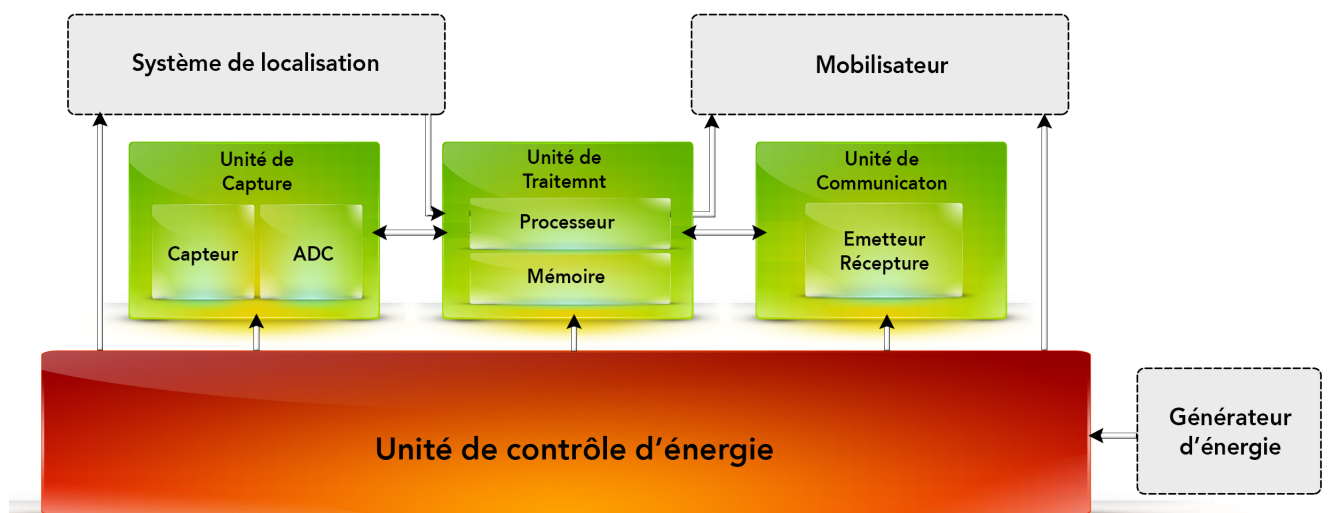 Système de localisation
Mobilisateur
Unité de
Capture
Capteur
ADC
Unité de
Traitemnt
Processeur
Mémoire
Unité de
Communicaton
Emetteur
Récepture
Unité de contrôle d’énergie
Générateur
d’énergie